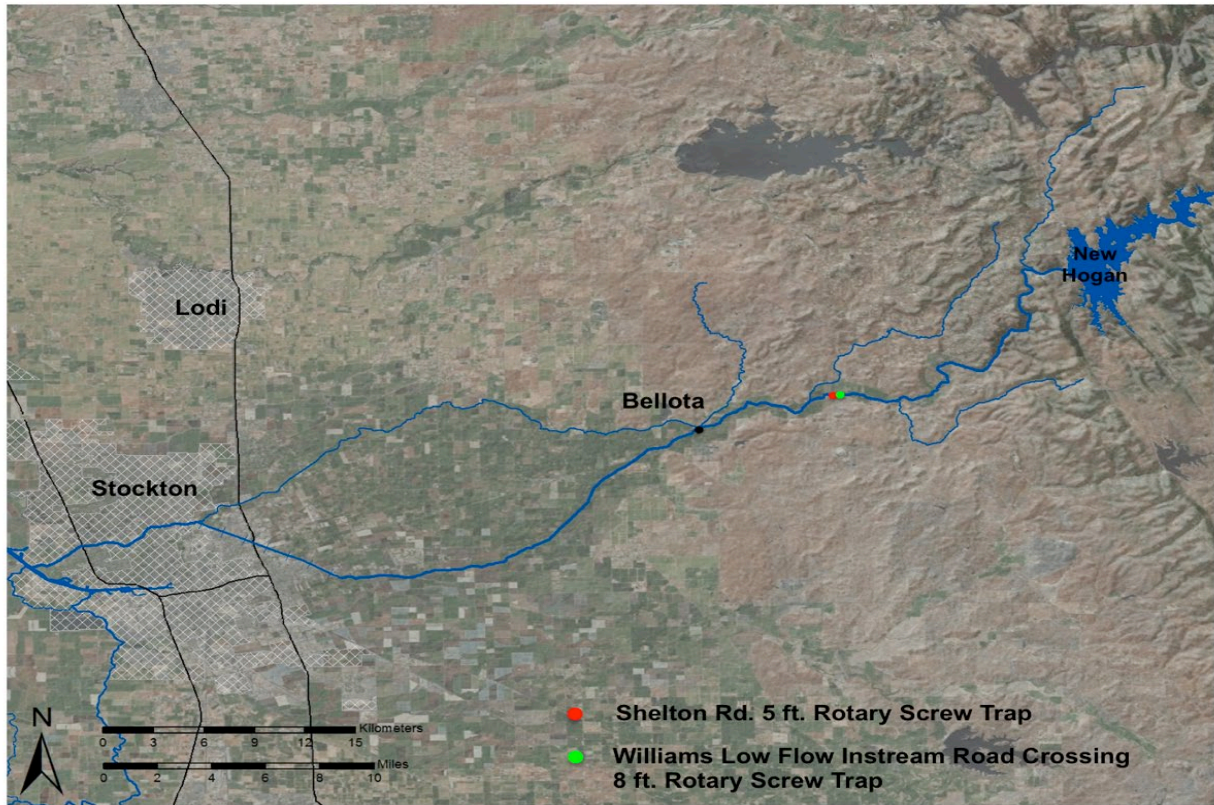 New
Hogan
Lodi
Bellota
Stockton
N
Kilometers
0 3 6 9 12 15
Miles
0 2 4 6 8 10
Shelton Rd. 5 ft. Rotary Screw Trap
Williams Low Flow Instream Road Crossing
8 ft. Rotary Screw Trap